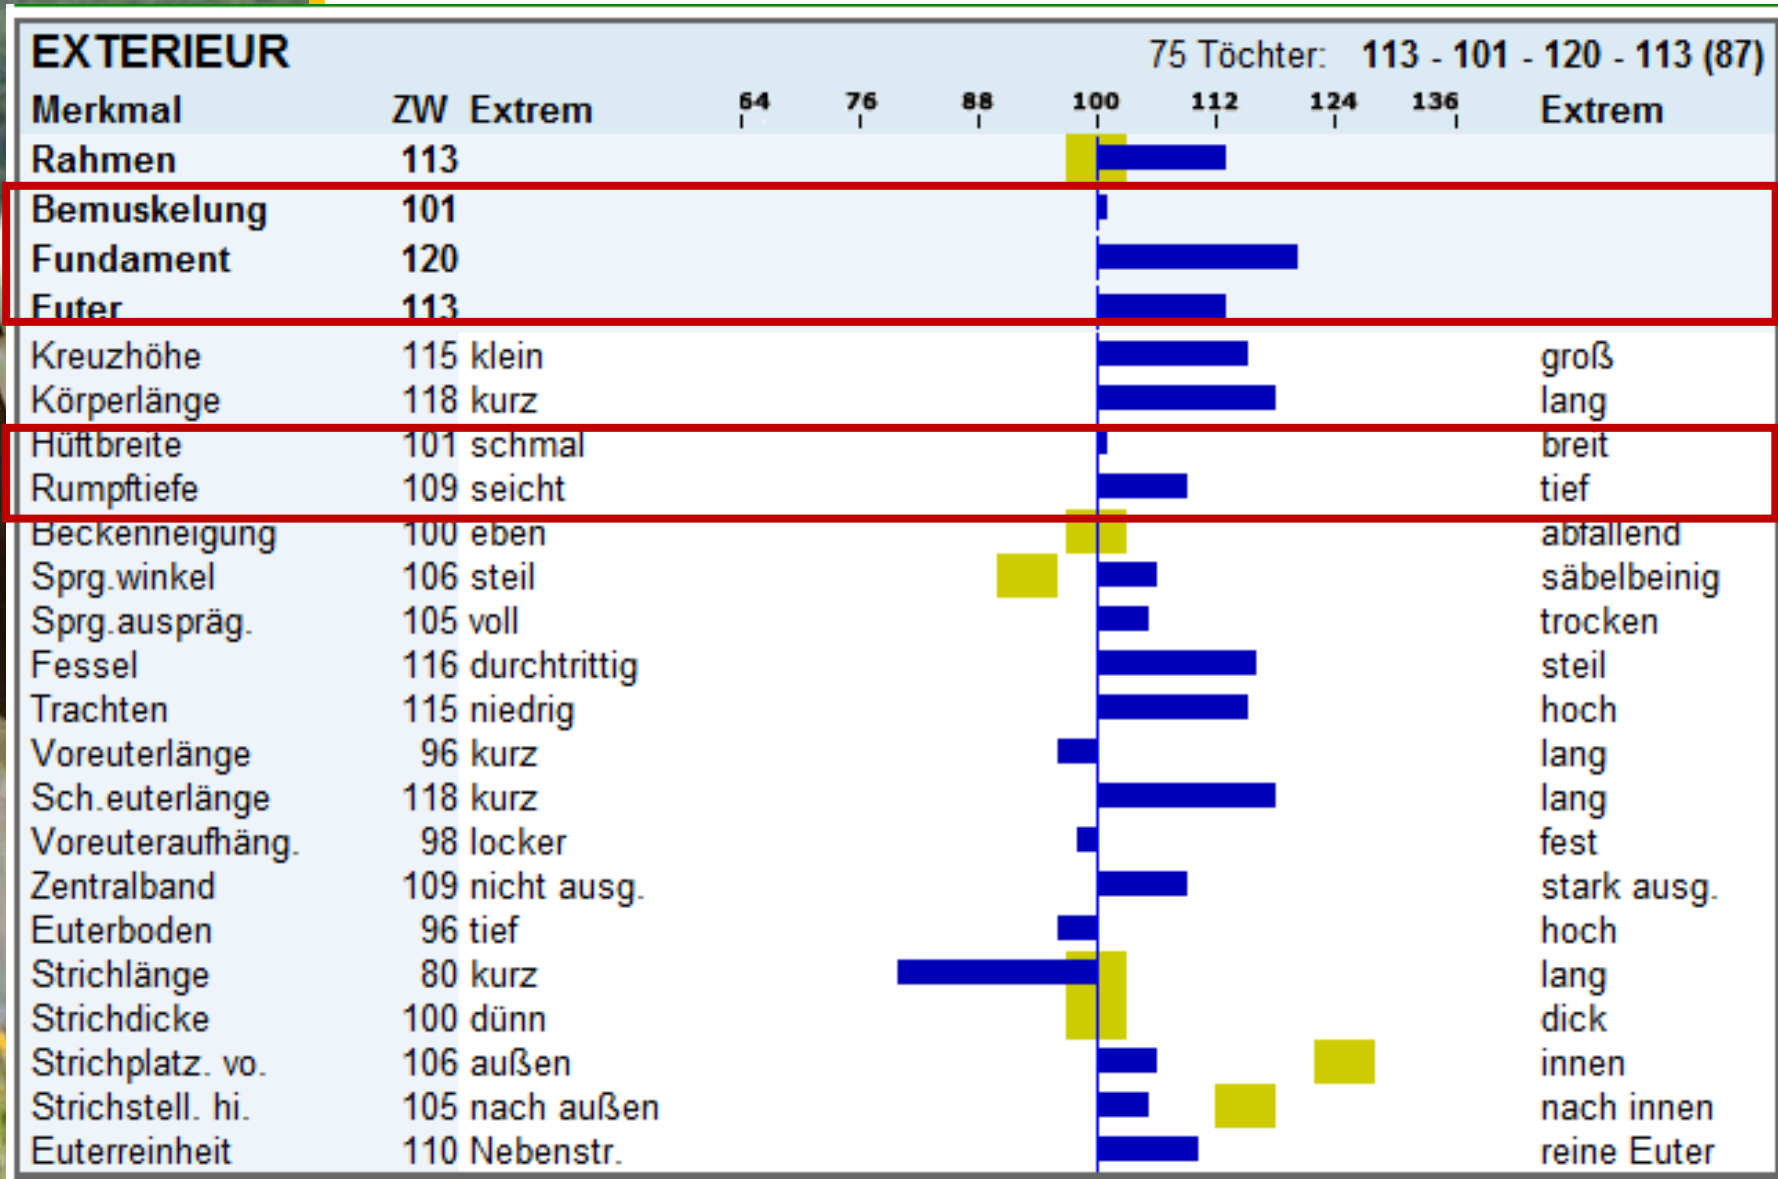 EXTERIEUR 75 Töchter: 113 - 101 - 120 - 113 (87)
Merkmal ZW Extrem 64 76 88 100 112 124 136 Extrem
Rahmen 113
Bemuskelung 101
Fundament 120
Euter 113
Kreuzhöhe 115 klein groß
Körperlänge 118 kurz lang
Hüftbreite 101 schmal breit
Rumpftiefe 109 seicht tief
Beckenneigung 100 eben abfallend
Sprg.winkel 106 steil säbelbeinig
Sprg.auspräg. 105 voll trocken
Fessel 116 durchtrittig steil
Trachten 115 niedrig hoch
Voreuterlänge 96 kurz lang
Sch.euterlänge 118 kurz lang
Voreuteraufhäng. 98 locker fest
Zentralband 109 nicht ausg. stark ausg.
Euterboden 96 tief hoch
Strichlänge 80 kurz lang
Strichdicke 100 dünn dick
Strichplatz. vo. 106 außen innen
Strichstell. hi. 105 nach außen nach innen
Euterreinheit 110 Nebenstr. reine Euter